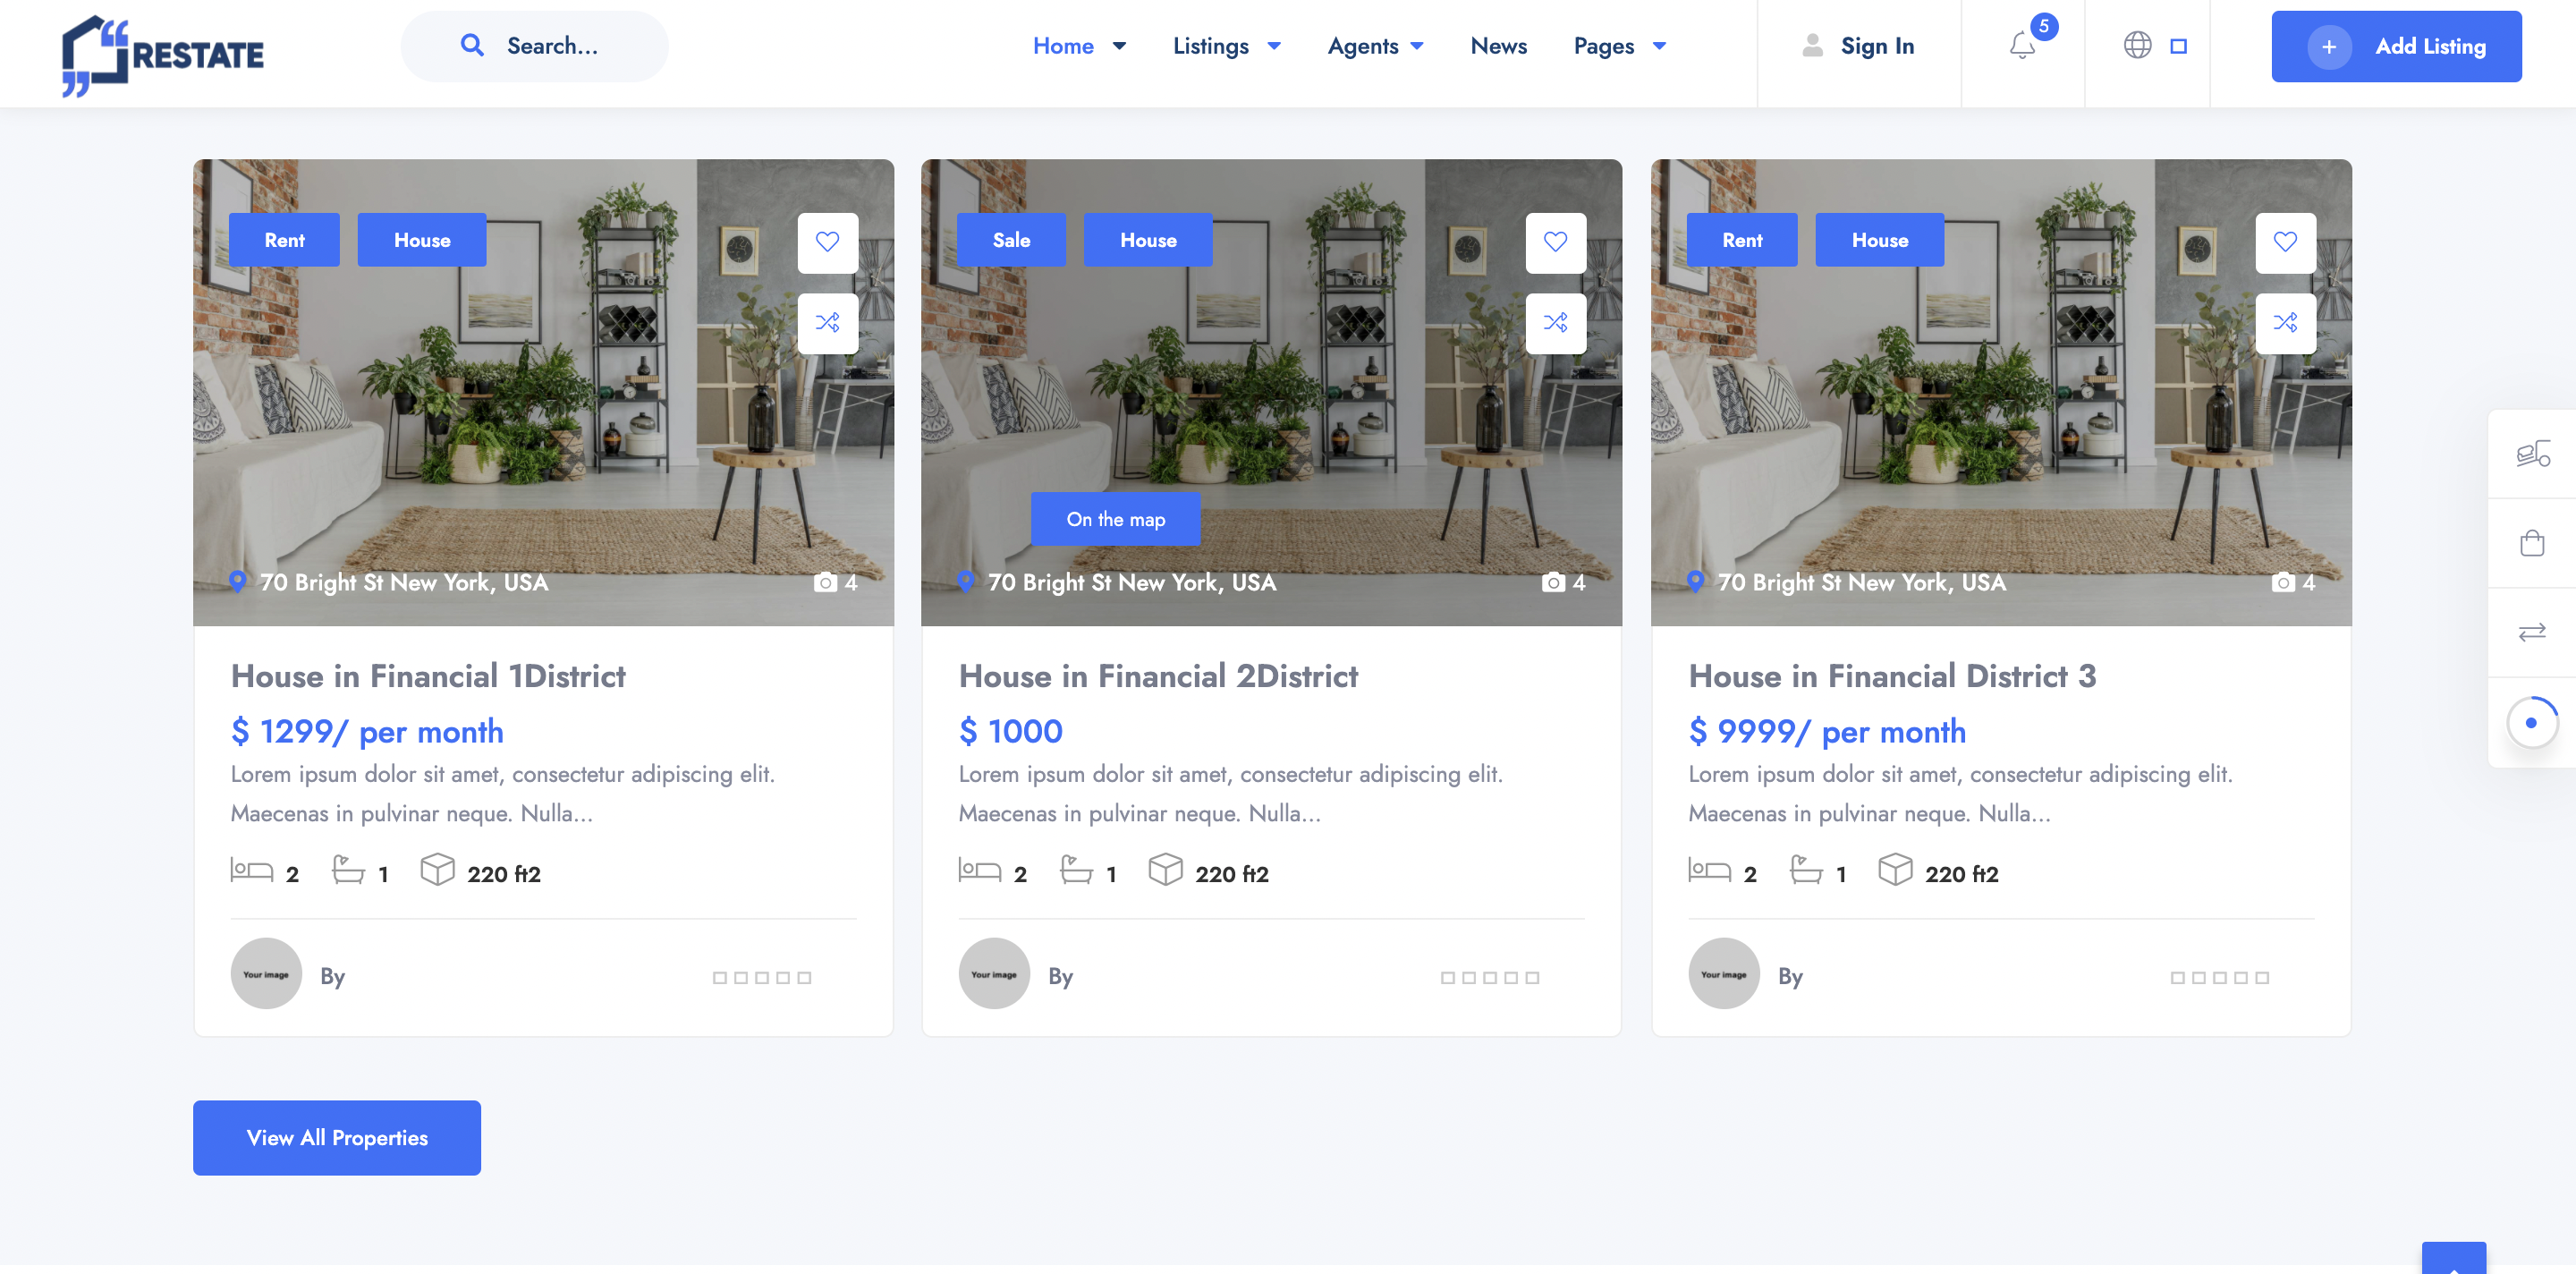 RESTATE
Search...
Home
Listings
Agents
News
Pages
Sign In
5
+ Add Listing
Rent
House
70 Bright St New York, USA
4
House in Financial 1District
$ 1299/ per month
Lorem ipsum dolor sit amet, consectetur adipiscing elit.
Maecenas in pulvinar neque. Nulla...
2
1
220 ft2
Your image
By
Sale
House
On the map
70 Bright St New York, USA
4
House in Financial 2District
$ 1000
Lorem ipsum dolor sit amet, consectetur adipiscing elit.
Maecenas in pulvinar neque. Nulla...
2
1
220 ft2
Your image
By
Rent
House
70 Bright St New York, USA
4
House in Financial District 3
$ 9999/ per month
Lorem ipsum dolor sit amet, consectetur adipiscing elit.
Maecenas in pulvinar neque. Nulla...
2
1
220 ft2
Your image
By
View All Properties